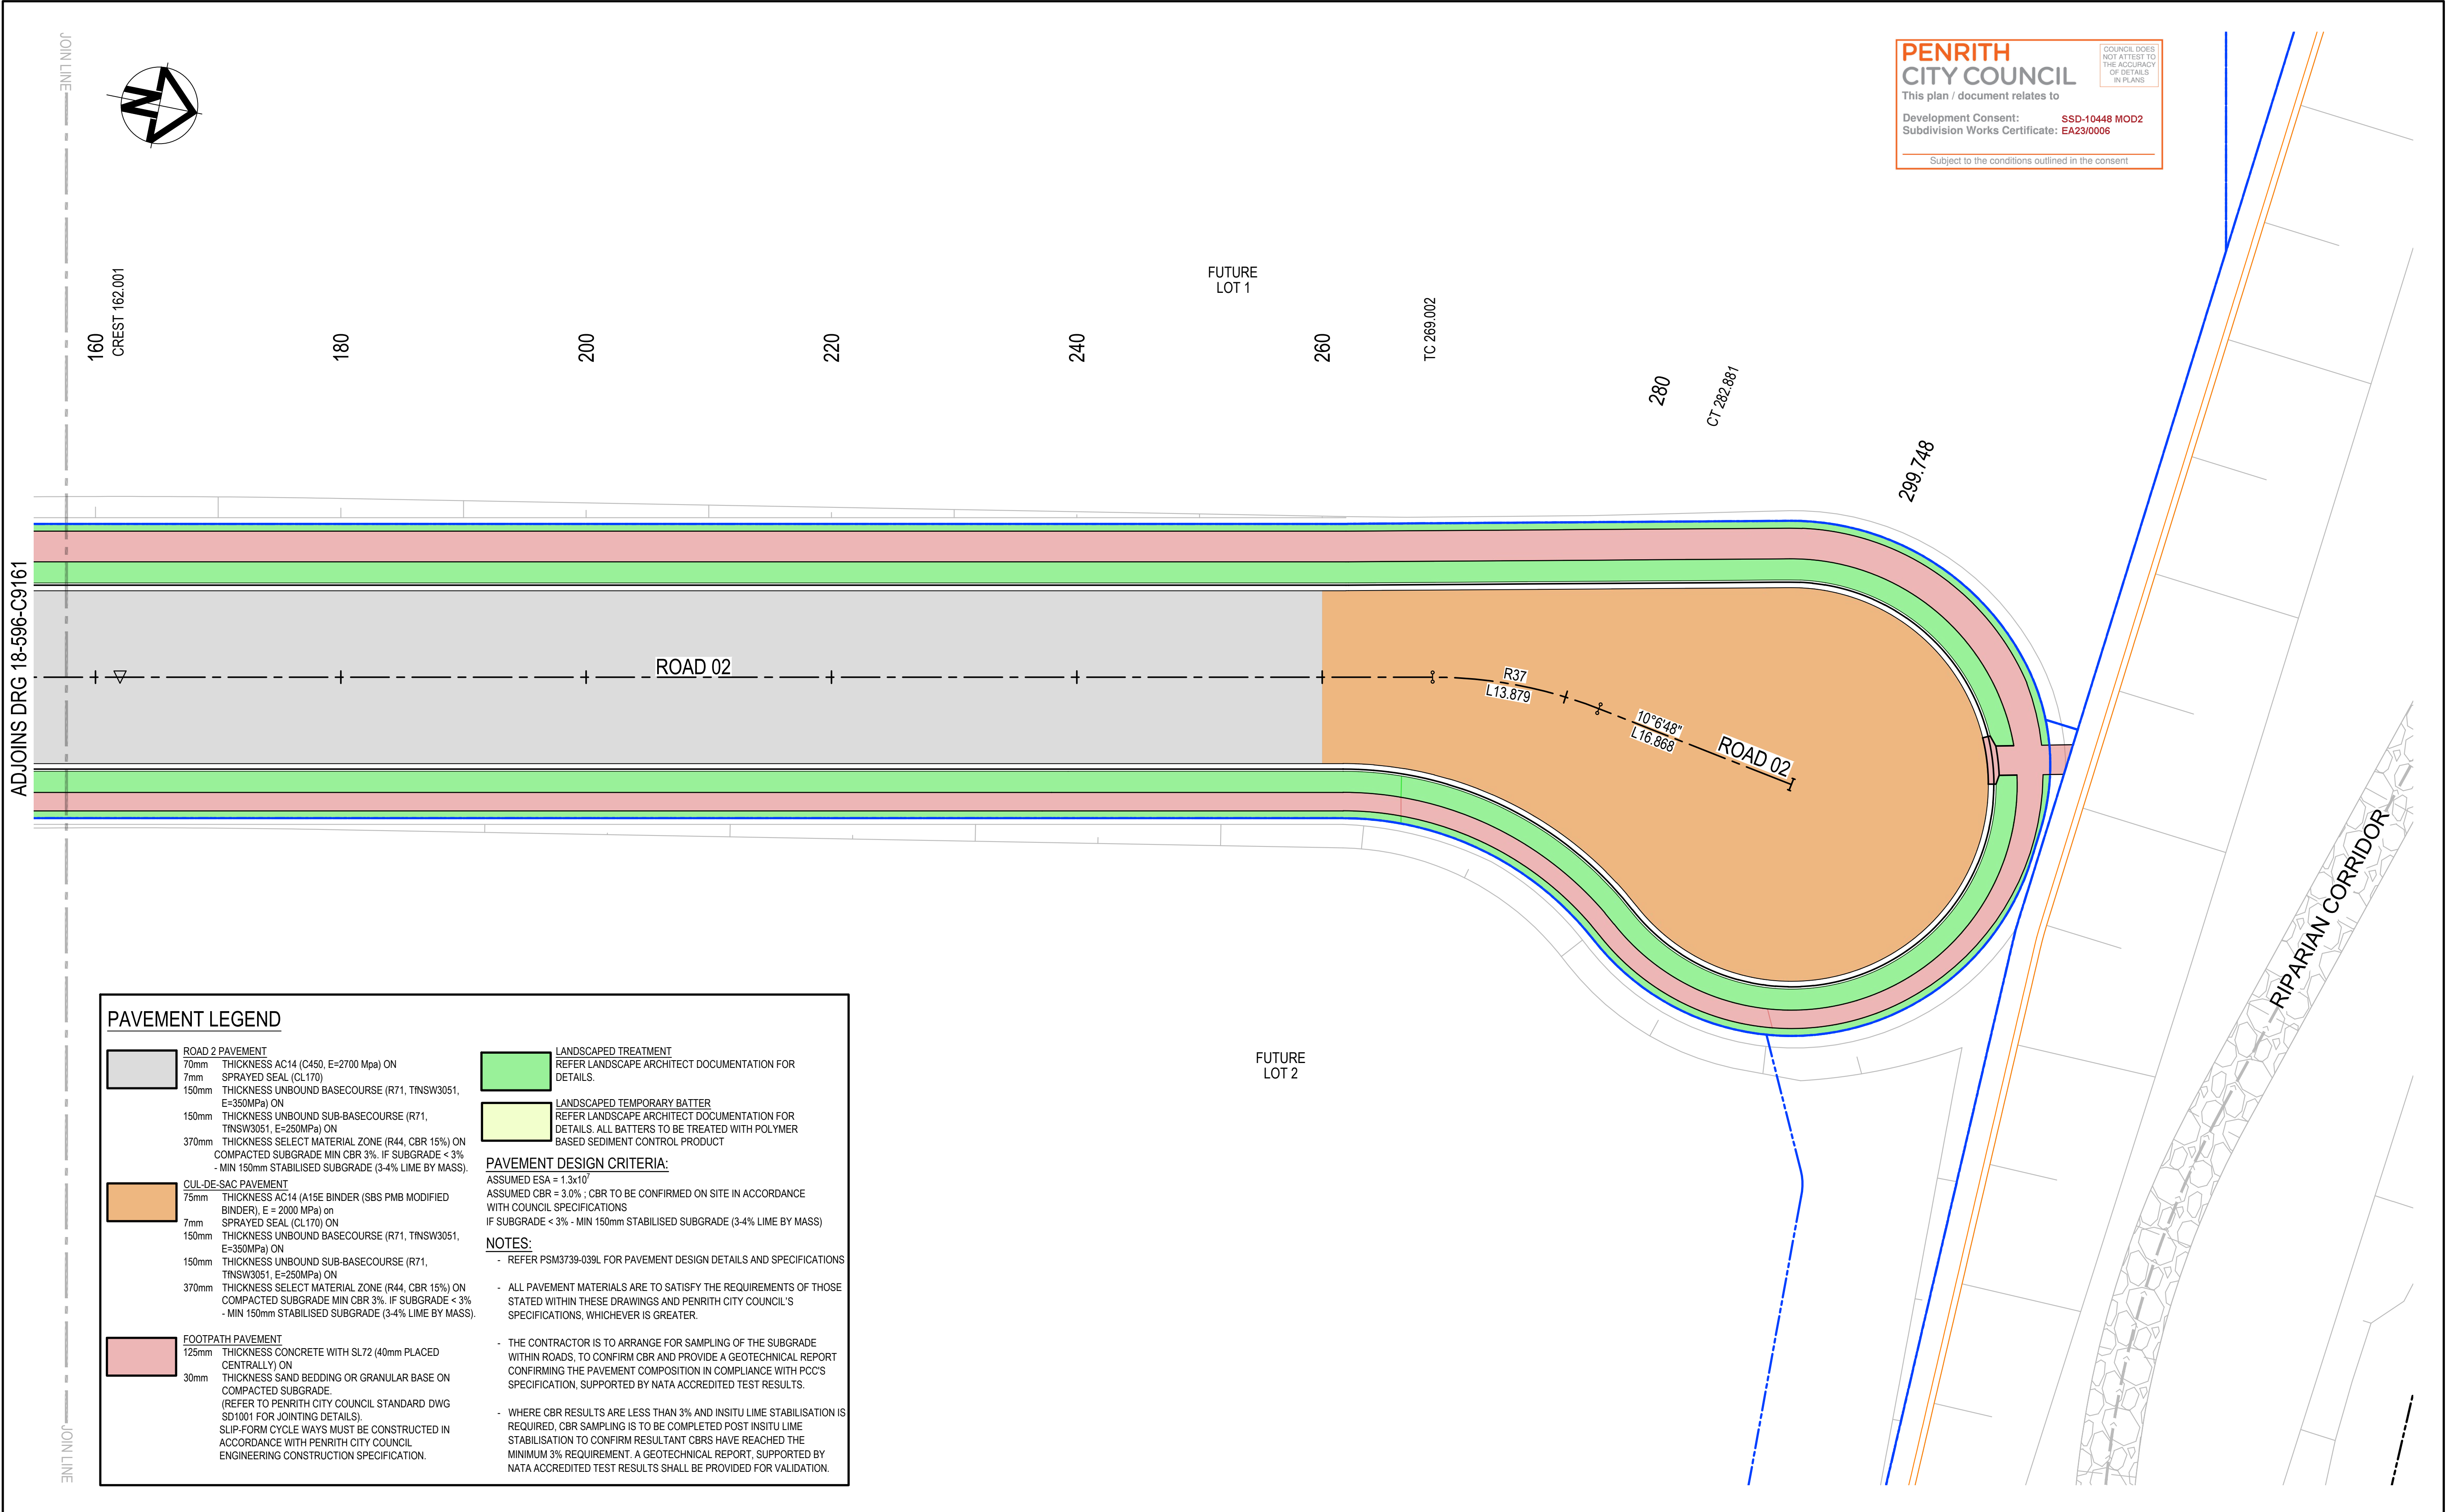 JOIN LINE
N
PENRITH
CITY COUNCIL
COUNCIL DOES
NOT ATTEST TO
THE ACCURACY
OF DETAILS
IN PLANS
This plan / document relates to
Development Consent: SSD-10448 MOD2
Subdivision Works Certificate: EA23/0006
Subject to the conditions outlined in the consent
FUTURE
LOT 1
160
CREST 162.001
180
200
220
240
260
TC 269.002
280
CT 282.881
299.748
ADJOINS DRG 18-596-C9161
ROAD 02
R37
L13.879
10°6'48"
L16.868
ROAD 02
RIPARIAN CORRIDOR
FUTURE
LOT 2
PAVEMENT LEGEND
ROAD 2 PAVEMENT
70mm THICKNESS AC14 (C450, E=2700 Mpa) ON
7mm SPRAYED SEAL (CL170)
150mm THICKNESS UNBOUND BASECOURSE (R71, TfNSW3051,
E=350MPa) ON
150mm THICKNESS UNBOUND SUB-BASECOURSE (R71,
TfNSW3051, E=250MPa) ON
370mm THICKNESS SELECT MATERIAL ZONE (R44, CBR 15%) ON
COMPACTED SUBGRADE MIN CBR 3%. IF SUBGRADE < 3%
- MIN 150mm STABILISED SUBGRADE (3-4% LIME BY MASS).
CUL-DE-SAC PAVEMENT
75mm THICKNESS AC14 (A15E BINDER (SBS PMB MODIFIED
BINDER), E = 2000 MPa) on
7mm SPRAYED SEAL (CL170) ON
150mm THICKNESS UNBOUND BASECOURSE (R71, TfNSW3051,
E=350MPa) ON
150mm THICKNESS UNBOUND SUB-BASECOURSE (R71,
TfNSW3051, E=250MPa) ON
370mm THICKNESS SELECT MATERIAL ZONE (R44, CBR 15%) ON
COMPACTED SUBGRADE MIN CBR 3%. IF SUBGRADE < 3%
- MIN 150mm STABILISED SUBGRADE (3-4% LIME BY MASS).
FOOTPATH PAVEMENT
125mm THICKNESS CONCRETE WITH SL72 (40mm PLACED
CENTRALLY) ON
30mm THICKNESS SAND BEDDING OR GRANULAR BASE ON
COMPACTED SUBGRADE.
(REFER TO PENRITH CITY COUNCIL STANDARD DWG
SD1001 FOR JOINTING DETAILS).
SLIP-FORM CYCLE WAYS MUST BE CONSTRUCTED IN
ACCORDANCE WITH PENRITH CITY COUNCIL
ENGINEERING CONSTRUCTION SPECIFICATION.
LANDSCAPED TREATMENT
REFER LANDSCAPE ARCHITECT DOCUMENTATION FOR
DETAILS.
LANDSCAPED TEMPORARY BATTER
REFER LANDSCAPE ARCHITECT DOCUMENTATION FOR
DETAILS. ALL BATTERS TO BE TREATED WITH POLYMER
BASED SEDIMENT CONTROL PRODUCT
PAVEMENT DESIGN CRITERIA:
ASSUMED ESA = 1.3x10⁷
ASSUMED CBR = 3.0% ; CBR TO BE CONFIRMED ON SITE IN ACCORDANCE
WITH COUNCIL SPECIFICATIONS
IF SUBGRADE < 3% - MIN 150mm STABILISED SUBGRADE (3-4% LIME BY MASS)
NOTES:
- REFER PSM3739-039L FOR PAVEMENT DESIGN DETAILS AND SPECIFICATIONS
- ALL PAVEMENT MATERIALS ARE TO SATISFY THE REQUIREMENTS OF THOSE
STATED WITHIN THESE DRAWINGS AND PENRITH CITY COUNCIL'S
SPECIFICATIONS, WHICHEVER IS GREATER.
- THE CONTRACTOR IS TO ARRANGE FOR SAMPLING OF THE SUBGRADE
WITHIN ROADS, TO CONFIRM CBR AND PROVIDE A GEOTECHNICAL REPORT
CONFIRMING THE PAVEMENT COMPOSITION IN COMPLIANCE WITH PCC'S
SPECIFICATION, SUPPORTED BY NATA ACCREDITED TEST RESULTS.
- WHERE CBR RESULTS ARE LESS THAN 3% AND INSITU LIME STABILISATION IS
REQUIRED, CBR SAMPLING IS TO BE COMPLETED POST INSITU LIME
STABILISATION TO CONFIRM RESULTANT CBRS HAVE REACHED THE
MINIMUM 3% REQUIREMENT. A GEOTECHNICAL REPORT, SUPPORTED BY
NATA ACCREDITED TEST RESULTS SHALL BE PROVIDED FOR VALIDATION.
JOIN LINE